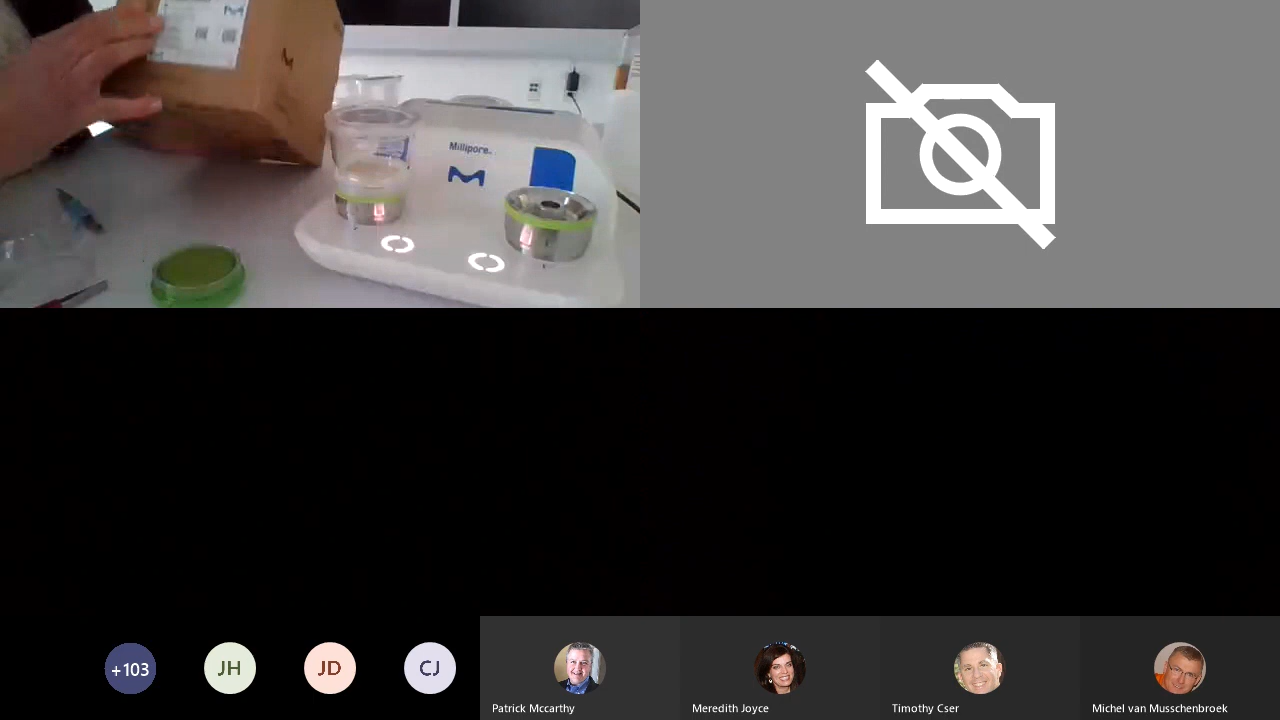 Millipore
+103
JH
JD
CJ
Patrick Mccarthy
Meredith Joyce
Timothy Cser
Michel van Musschenbroek